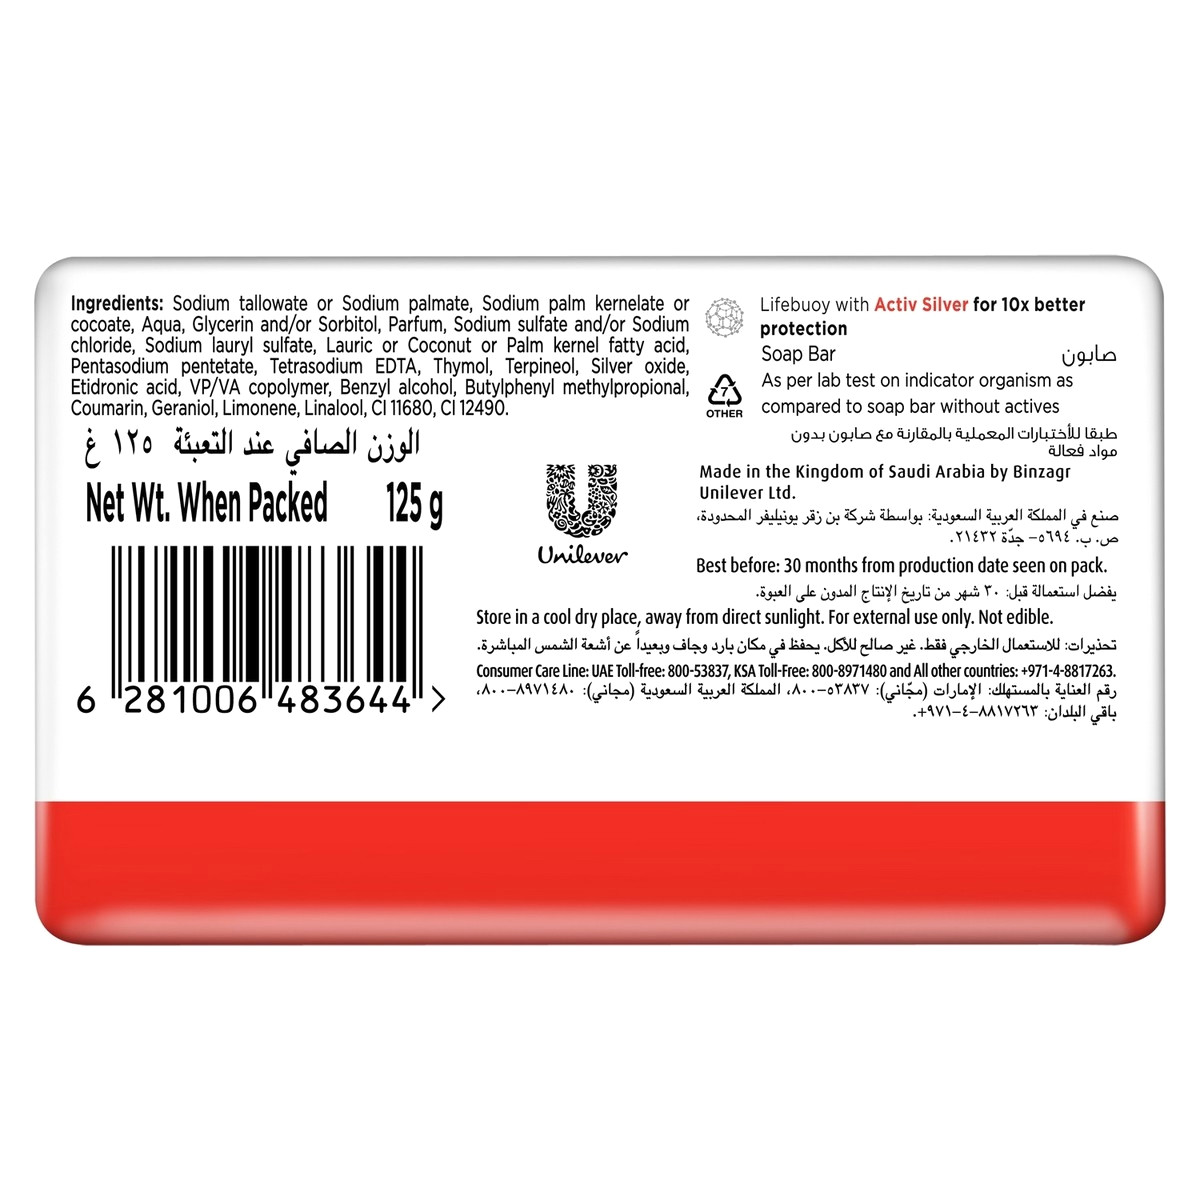 Ingredients: Sodium tallowate or Sodium palmate, Sodium palm kernelate or
cocoate, Aqua, Glycerin and/or Sorbitol, Parfum, Sodium sulfate and/or Sodium
chloride, Sodium lauryl sulfate, Lauric or Coconut or Palm kernel fatty acid,
Pentasodium pentetate, Tetrasodium EDTA, Thymol, Terpineol, Silver oxide,
Etidronic acid, VP/VA copolymer, Benzyl alcohol, Butylphenyl methylpropional,
Coumarin, Geraniol, Limonene, Linalool, CI 11680, CI 12490.
الوزن الصافي عند التعبئة ١٢٥ غ
Net Wt. When Packed 125 g
6 281006 483644 >
Unilever
Lifebuoy with Activ Silver for 10x better
protection
Soap Bar صابون
7
OTHER
As per lab test on indicator organism as
compared to soap bar without actives
طبقا للأختبارات المعملية بالمقارنة مع صابون بدون
مواد فعالة
Made in the Kingdom of Saudi Arabia by Binzagr
Unilever Ltd.
صنع في المملكة العربية السعودية: بواسطة شركة بن زقر يونيليفر المحدودة،
ص. ب. ٥٦٩٤– جدّة ٢١٤٣٢.
Best before: 30 months from production date seen on pack.
يفضل استعمالة قبل: ٣٠ شهر من تاريخ الإنتاج المدون على العبوة.
Store in a cool dry place, away from direct sunlight. For external use only. Not edible.
تحذيرات: للاستعمال الخارجي فقط. غير صالح للأكل. يحفظ في مكان بارد وجاف وبعيداً عن أشعة الشمس المباشرة.
Consumer Care Line: UAE Toll-free: 800-53837, KSA Toll-Free: 800-8971480 and All other countries: +971-4-8817263.
رقم العناية بالمستهلك: الإمارات (مجّاني): ٥٣٨٣٧–٨٠٠، المملكة العربية السعودية (مجاني): ٨٩٧١٤٨٠–٨٠٠،
باقي البلدان: ٨٨١٧٢٦٣–٤–٩٧١+.